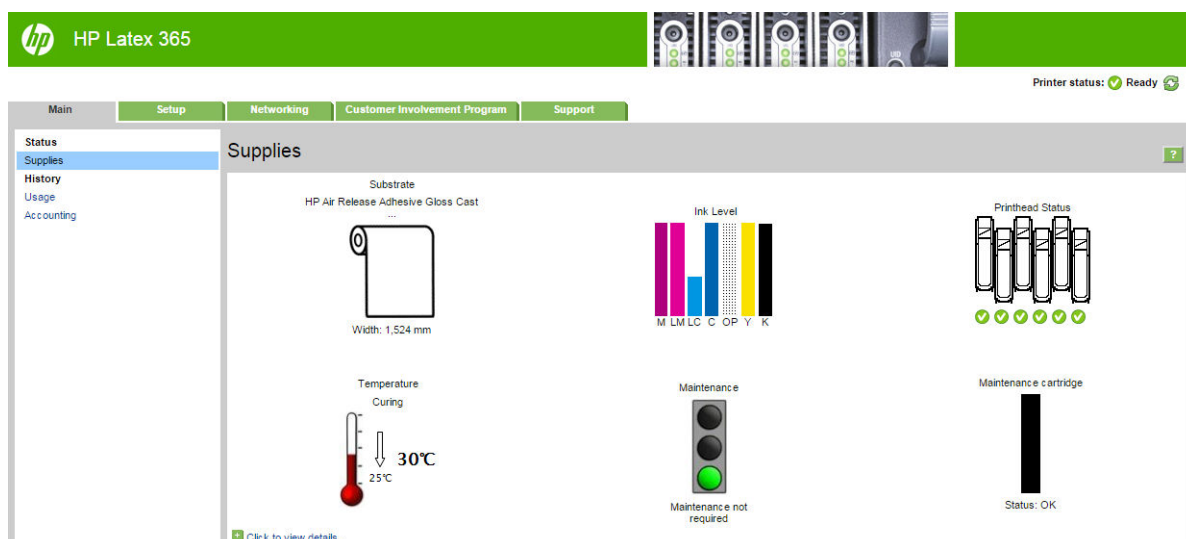 hp HP Latex 365
UID
Printer status: Ready
Main Setup Networking Customer Involvement Program Support
Status
Supplies
History
Usage
Accounting
Supplies
?
Substrate
HP Air Release Adhesive Gloss Cast
...
Width: 1,524 mm
Ink Level
M LM LC C OP Y K
Printhead Status
Temperature
Curing
30℃
25℃
Maintenance
Maintenance not
required
Maintenance cartridge
Status: OK
Click to view details